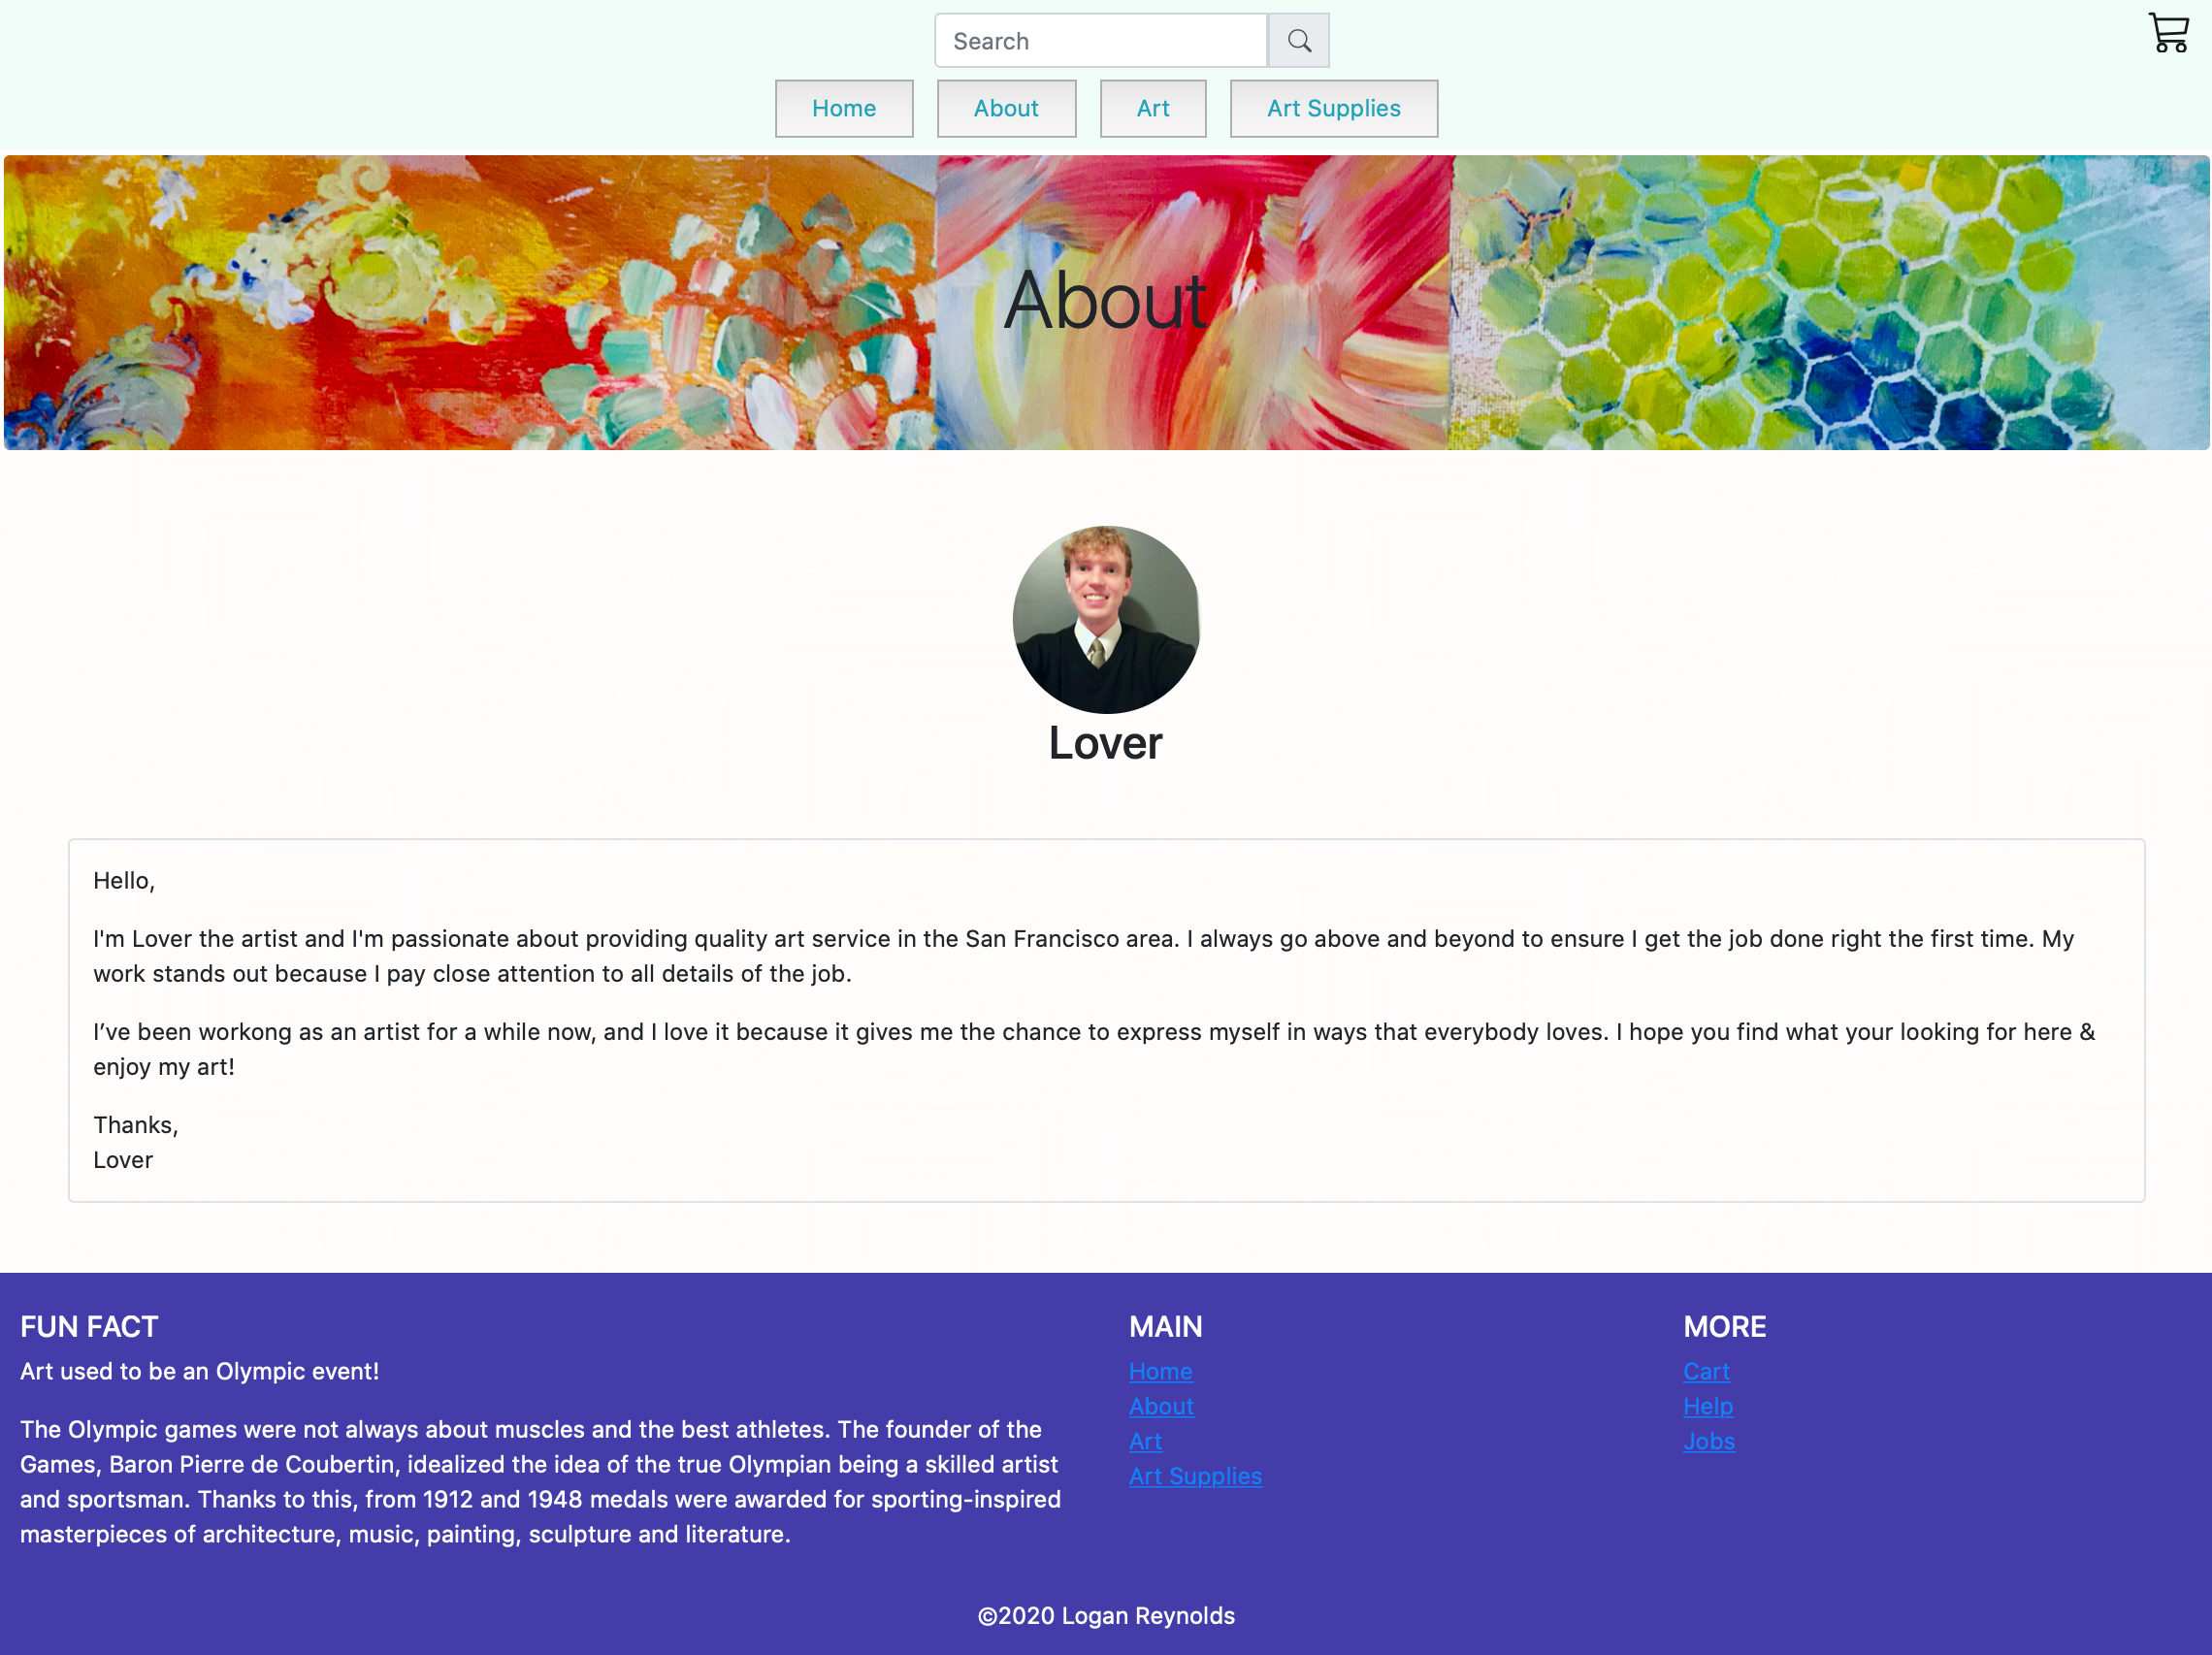 Search
Home
About
Art
Art Supplies
About
Lover
Hello,
I'm Lover the artist and I'm passionate about providing quality art service in the San Francisco area. I always go above and beyond to ensure I get the job done right the first time. My
work stands out because I pay close attention to all details of the job.
I’ve been workong as an artist for a while now, and I love it because it gives me the chance to express myself in ways that everybody loves. I hope you find what your looking for here &
enjoy my art!
Thanks,
Lover
FUN FACT
Art used to be an Olympic event!
The Olympic games were not always about muscles and the best athletes. The founder of the
Games, Baron Pierre de Coubertin, idealized the idea of the true Olympian being a skilled artist
and sportsman. Thanks to this, from 1912 and 1948 medals were awarded for sporting-inspired
masterpieces of architecture, music, painting, sculpture and literature.
MAIN
Home
About
Art
Art Supplies
MORE
Cart
Help
Jobs
©2020 Logan Reynolds